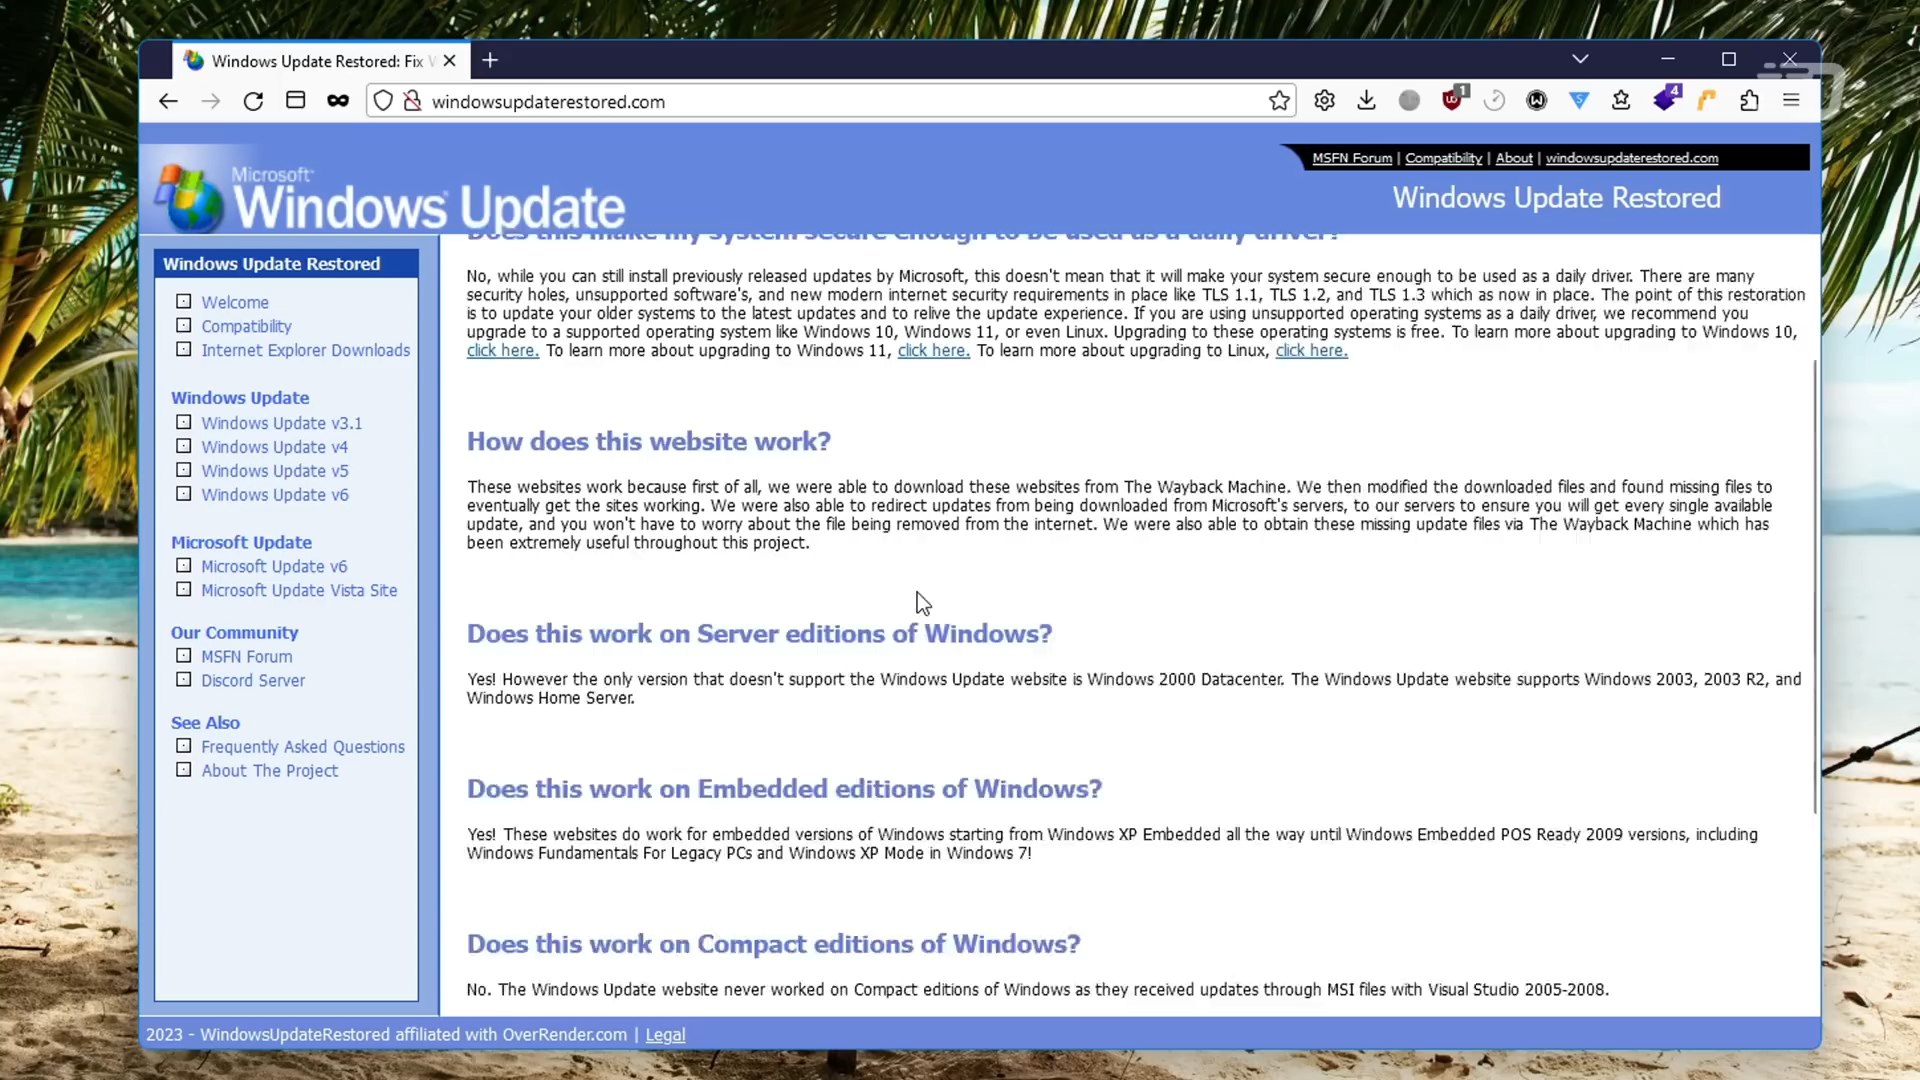 Windows Update Restored: Fix W
windowsupdaterestored.com
1
4
MSFN Forum | Compatibility | About | windowsupdaterestored.com
Microsoft®
Windows Update
Windows Update Restored
Windows Update Restored
Welcome
Compatibility
Internet Explorer Downloads
Windows Update
Windows Update v3.1
Windows Update v4
Windows Update v5
Windows Update v6
Microsoft Update
Microsoft Update v6
Microsoft Update Vista Site
Our Community
MSFN Forum
Discord Server
See Also
Frequently Asked Questions
About The Project
Does this make my system secure enough to be used as a daily driver?
No, while you can still install previously released updates by Microsoft, this doesn't mean that it will make your system secure enough to be used as a daily driver. There are many
security holes, unsupported software's, and new modern internet security requirements in place like TLS 1.1, TLS 1.2, and TLS 1.3 which as now in place. The point of this restoration
is to update your older systems to the latest updates and to relive the update experience. If you are using unsupported operating systems as a daily driver, we recommend you
upgrade to a supported operating system like Windows 10, Windows 11, or even Linux. Upgrading to these operating systems is free. To learn more about upgrading to Windows 10,
click here. To learn more about upgrading to Windows 11, click here. To learn more about upgrading to Linux, click here.
How does this website work?
These websites work because first of all, we were able to download these websites from The Wayback Machine. We then modified the downloaded files and found missing files to
eventually get the sites working. We were also able to redirect updates from being downloaded from Microsoft's servers, to our servers to ensure you will get every single available
update, and you won't have to worry about the file being removed from the internet. We were also able to obtain these missing update files via The Wayback Machine which has
been extremely useful throughout this project.
Does this work on Server editions of Windows?
Yes! However the only version that doesn't support the Windows Update website is Windows 2000 Datacenter. The Windows Update website supports Windows 2003, 2003 R2, and
Windows Home Server.
Does this work on Embedded editions of Windows?
Yes! These websites do work for embedded versions of Windows starting from Windows XP Embedded all the way until Windows Embedded POS Ready 2009 versions, including
Windows Fundamentals For Legacy PCs and Windows XP Mode in Windows 7!
Does this work on Compact editions of Windows?
No. The Windows Update website never worked on Compact editions of Windows as they received updates through MSI files with Visual Studio 2005-2008.
2023 - WindowsUpdateRestored affiliated with OverRender.com | Legal